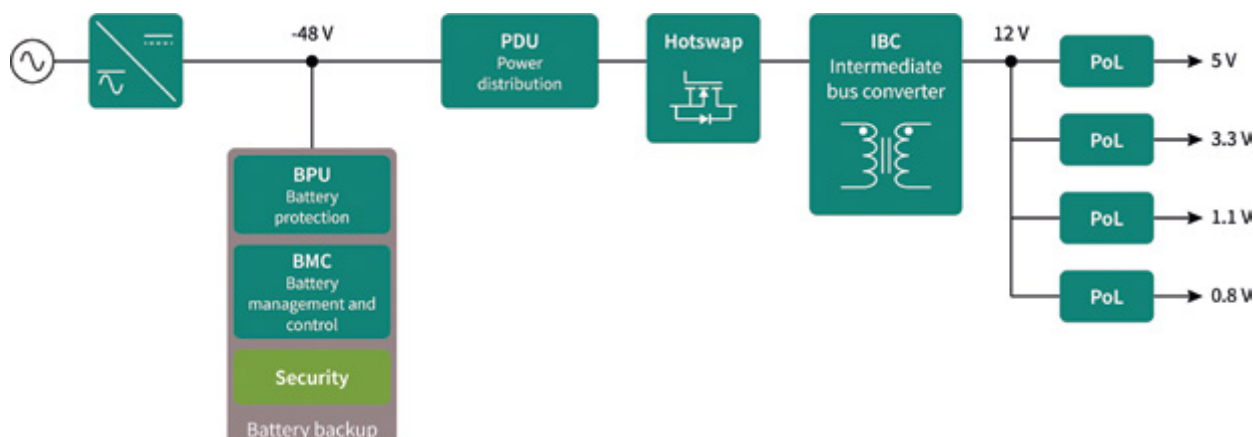 -48 V
PDU
Power
distribution
Hotswap
IBC
Intermediate
bus converter
12 V
PoL
5 V
PoL
3.3 V
PoL
1.1 V
PoL
0.8 V
BPU
Battery
protection
BMC
Battery
management and
control
Security
Battery backup